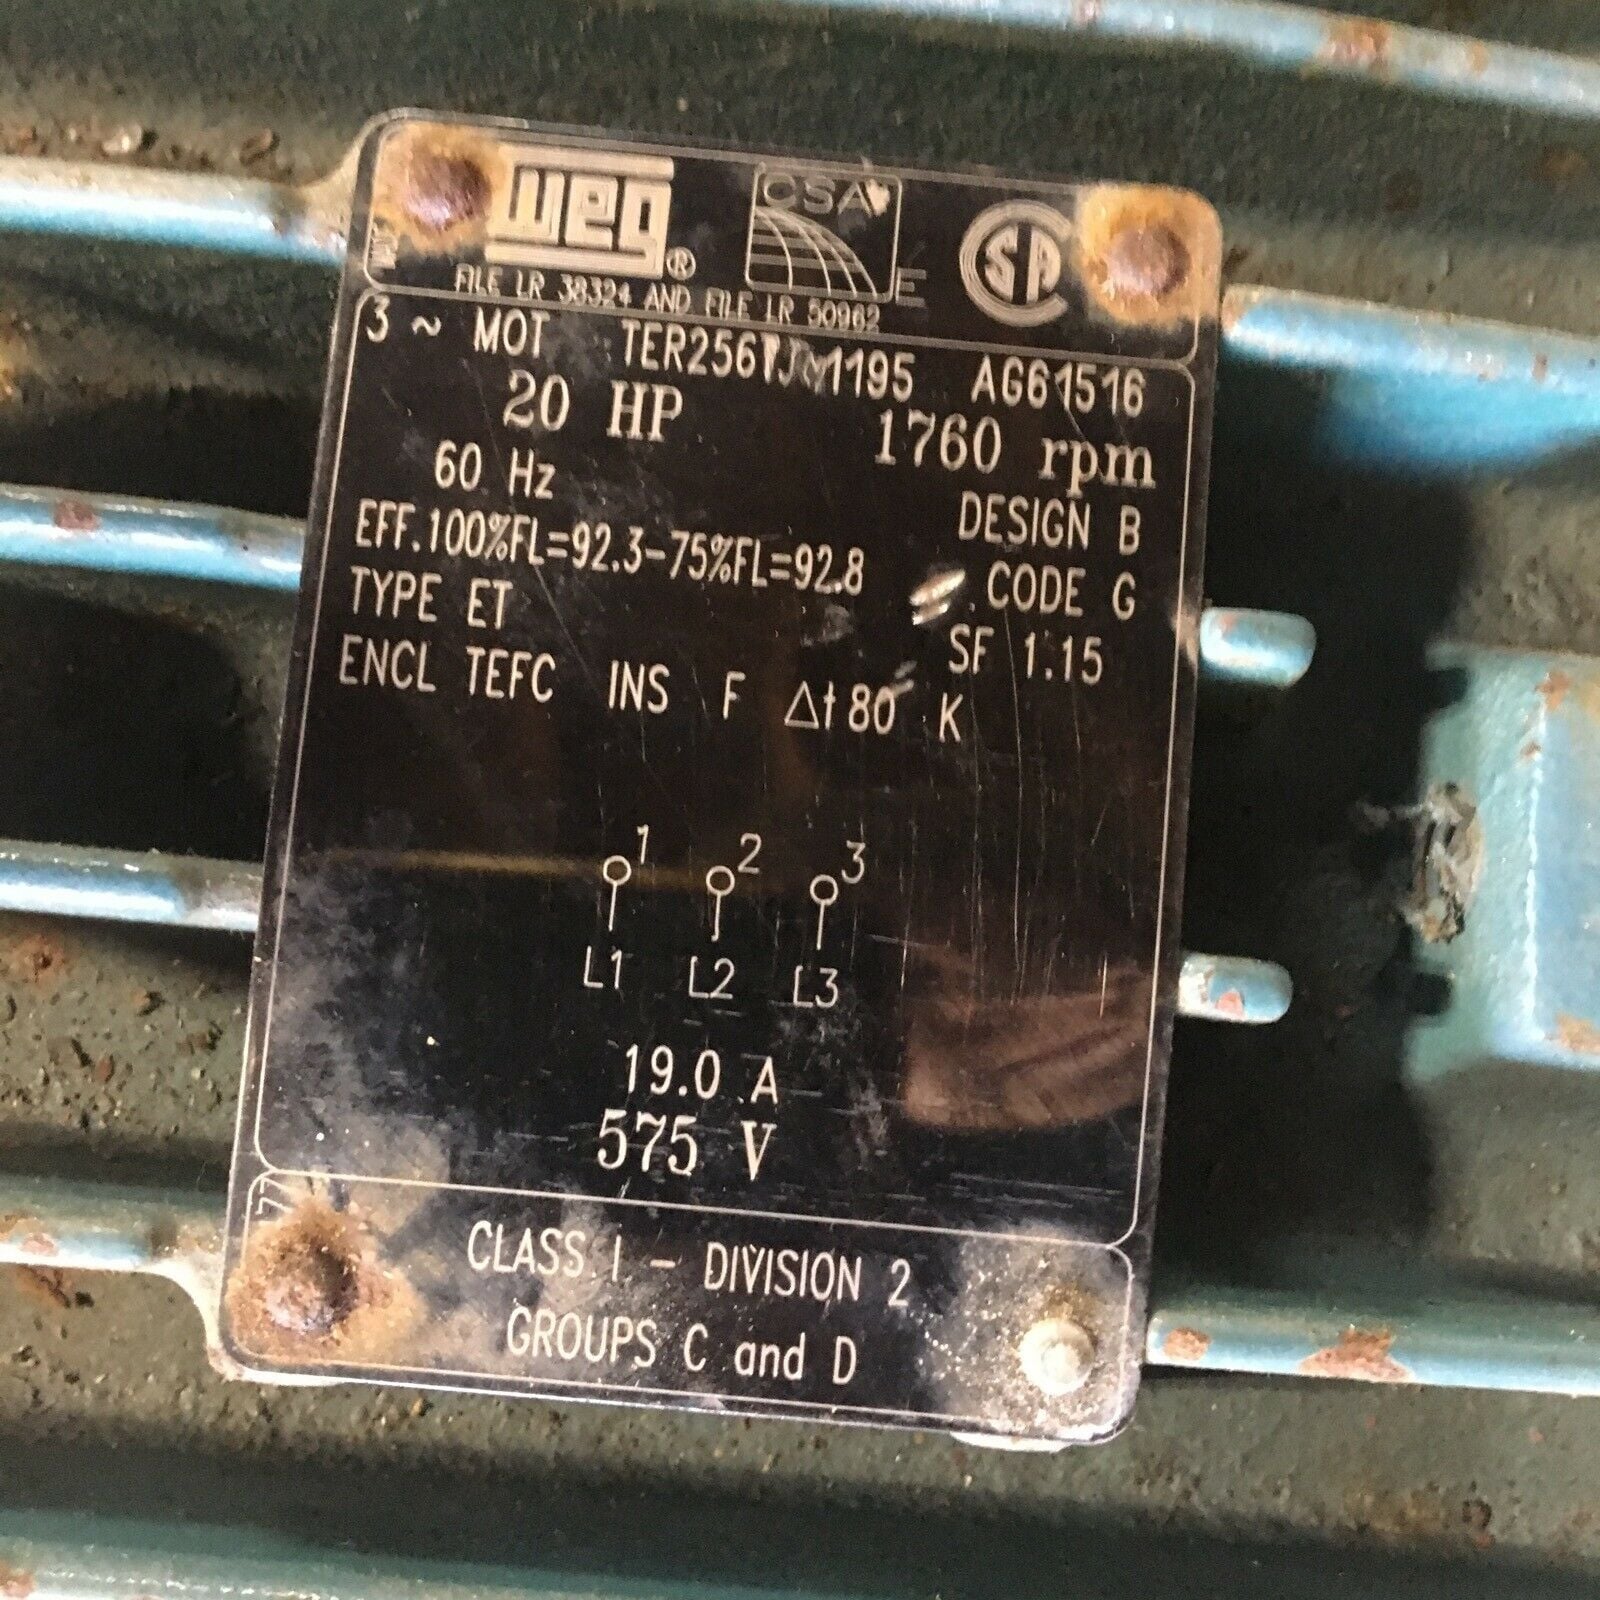 weg®
CSA
E
CSA
FILE LR 38324 AND FILE LR 50962
3 ~ MOT AG61516
20 HP 1760 rpm
60 Hz DESIGN B
EFF.100%FL=92.3-75%FL=92.8 CODE G
TYPE ET SF 1.15
ENCL TEFC INS F Δt 80 K
1 2 3
L1 L2 L3
19.0 A
575 V
77
CLASS I - DIVISION 2
GROUPS C and D